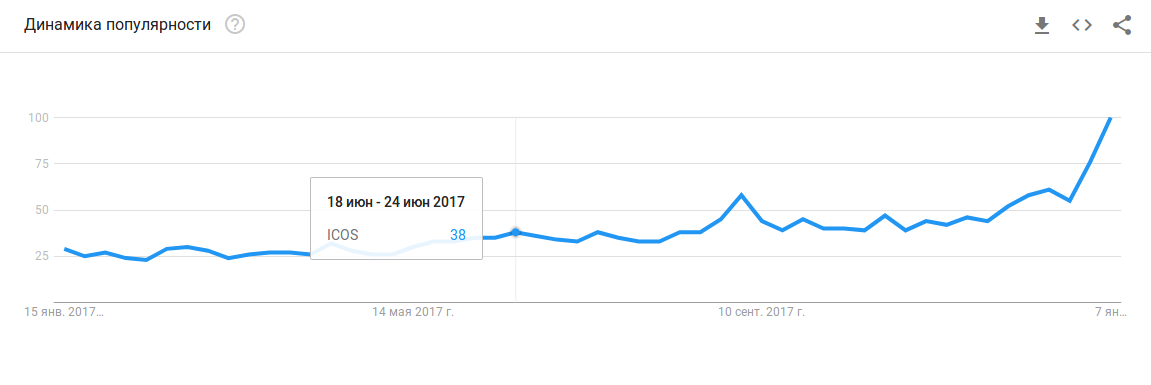 Динамика популярности ?
100
75
50
25
18 июн - 24 июн 2017
ICOS 38
15 янв. 2017... 14 мая 2017 г. 10 сент. 2017 г. 7 ян...